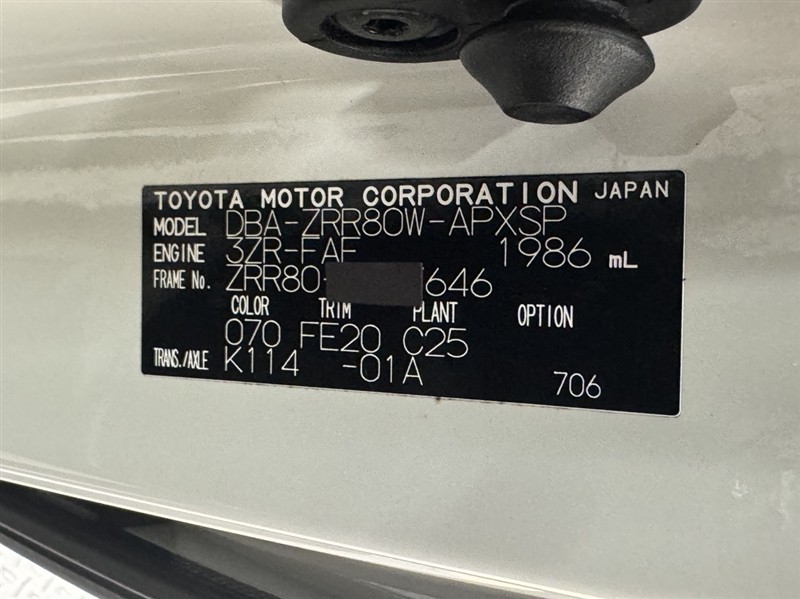 TOYOTA MOTOR CORPORATION JAPAN
MODEL DBA-ZRR80W-APXSP
ENGINE 3ZR-FAE 1986 mL
FRAME No. ZRR80- 646
COLOR TRIM PLANT OPTION
070 FE20 C25
TRANS./AXLE K114 -01A
706